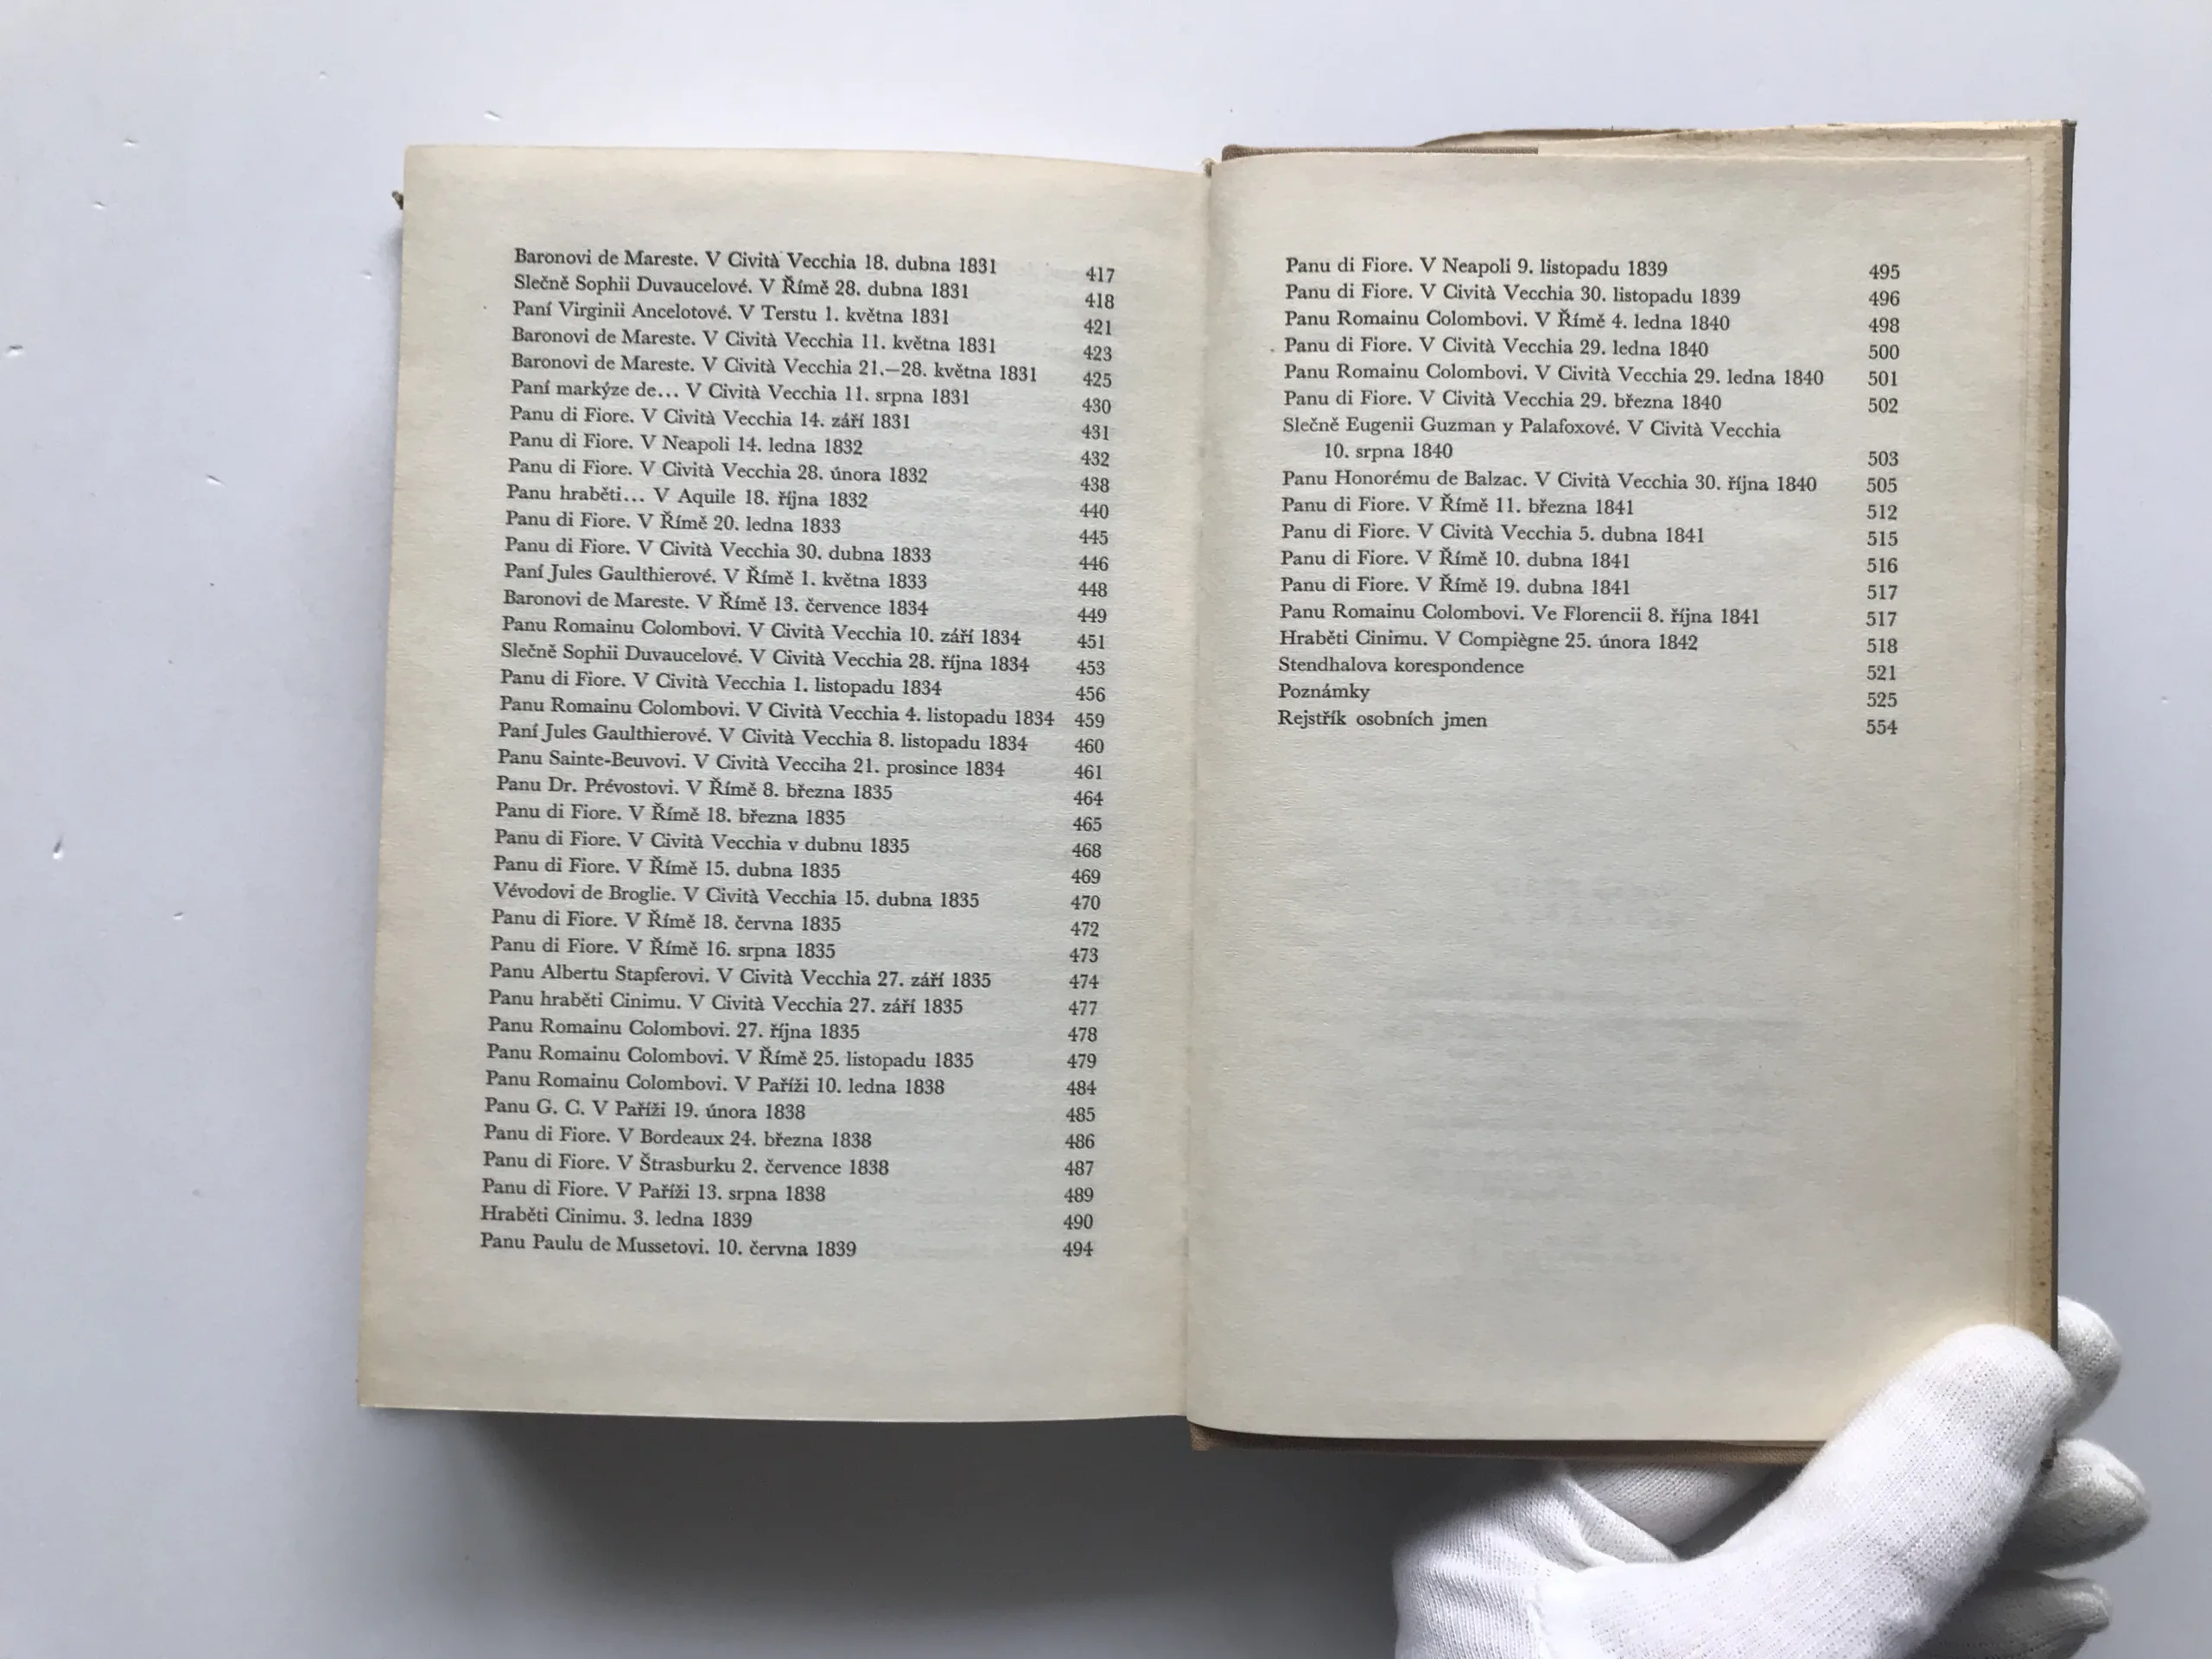 Baronovi de Mareste. V Cività Vecchia 18. dubna 1831 417
Slečně Sophii Duvaucelové. V Římě 28. dubna 1831 418
Paní Virginii Ancelotové. V Terstu 1. května 1831 421
Baronovi de Mareste. V Cività Vecchia 11. května 1831 423
Baronovi de Mareste. V Cività Vecchia 21.–28. května 1831 425
Paní markýze de... V Cività Vecchia 11. srpna 1831 430
Panu di Fiore. V Cività Vecchia 14. září 1831 431
Panu di Fiore. V Neapoli 14. ledna 1832 432
Panu di Fiore. V Cività Vecchia 28. února 1832 438
Panu hraběti... V Aquile 18. října 1832 440
Panu di Fiore. V Římě 20. ledna 1833 445
Panu di Fiore. V Cività Vecchia 30. dubna 1833 446
Paní Jules Gaulthierové. V Římě 1. května 1833 448
Baronovi de Mareste. V Římě 13. července 1834 449
Panu Romainu Colombovi. V Cività Vecchia 10. září 1834 451
Slečně Sophii Duvaucelové. V Cività Vecchia 28. října 1834 453
Panu di Fiore. V Cività Vecchia 1. listopadu 1834 456
Panu Romainu Colombovi. V Cività Vecchia 4. listopadu 1834 459
Paní Jules Gaulthierové. V Cività Vecchia 8. listopadu 1834 460
Panu Sainte-Beuvovi. V Cività Vecciha 21. prosince 1834 461
Panu Dr. Prévostovi. V Římě 8. března 1835 464
Panu di Fiore. V Římě 18. března 1835 465
Panu di Fiore. V Cività Vecchia v dubnu 1835 468
Panu di Fiore. V Římě 15. dubna 1835 469
Vévodovi de Broglie. V Cività Vecchia 15. dubna 1835 470
Panu di Fiore. V Římě 18. června 1835 472
Panu di Fiore. V Římě 16. srpna 1835 473
Panu Albertu Stapferovi. V Cività Vecchia 27. září 1835 474
Panu hraběti Cinimu. V Cività Vecchia 27. září 1835 477
Panu Romainu Colombovi. 27. října 1835 478
Panu Romainu Colombovi. V Římě 25. listopadu 1835 479
Panu Romainu Colombovi. V Paříži 10. ledna 1838 484
Panu G. C. V Paříži 19. února 1838 485
Panu di Fiore. V Bordeaux 24. března 1838 486
Panu di Fiore. V Štrasburku 2. července 1838 487
Panu di Fiore. V Paříži 13. srpna 1838 489
Hraběti Cinimu. 3. ledna 1839 490
Panu Paulu de Mussetovi. 10. června 1839 494
Panu di Fiore. V Neapoli 9. listopadu 1839 495
Panu di Fiore. V Cività Vecchia 30. listopadu 1839 496
Panu Romainu Colombovi. V Římě 4. ledna 1840 498
Panu di Fiore. V Cività Vecchia 29. ledna 1840 500
Panu Romainu Colombovi. V Cività Vecchia 29. ledna 1840 501
Panu di Fiore. V Cività Vecchia 29. března 1840 502
Slečně Eugenii Guzman y Palafoxové. V Cività Vecchia
10. srpna 1840 503
Panu Honorému de Balzac. V Cività Vecchia 30. října 1840 505
Panu di Fiore. V Římě 11. března 1841 512
Panu di Fiore. V Cività Vecchia 5. dubna 1841 515
Panu di Fiore. V Římě 10. dubna 1841 516
Panu di Fiore. V Římě 19. dubna 1841 517
Panu Romainu Colombovi. Ve Florencii 8. října 1841 517
Hraběti Cinimu. V Compiègne 25. února 1842 518
Stendhalova korespondence 521
Poznámky 525
Rejstřík osobních jmen 554